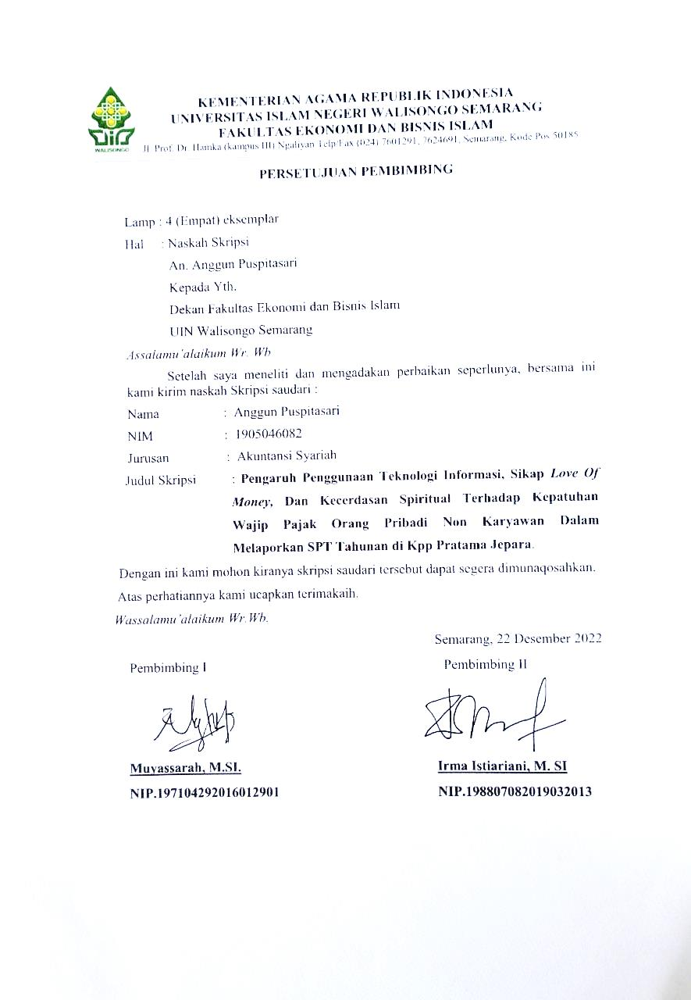 KEMENTERIAN AGAMA REPUBLIK INDONESIA
UNIVERSITAS ISLAM NEGERI WALISONGO SEMARANG
FAKULTAS EKONOMI DAN BISNIS ISLAM
Jl. Prof. Dr. Hamka (kampus III) Ngaliyan Telp/Fax (024) 7601291, 7624691, Semarang, Kode Pos 50185
WALISONGO
PERSETUJUAN PEMBIMBING
Lamp : 4 (Empat) eksemplar
Hal : Naskah Skripsi
An. Anggun Puspitasari
Kepada Yth.
Dekan Fakultas Ekonomi dan Bisnis Islam
UIN Walisongo Semarang
Assalamu'alaikum Wr. Wb
Setelah saya meneliti dan mengadakan perbaikan seperlunya, bersama ini
kami kirim naskah Skripsi saudari :
Nama : Anggun Puspitasari
NIM : 1905046082
Jurusan : Akuntansi Syariah
Judul Skripsi : Pengaruh Penggunaan Teknologi Informasi, Sikap Love Of
Money, Dan Kecerdasan Spiritual Terhadap Kepatuhan
Wajip Pajak Orang Pribadi Non Karyawan Dalam
Melaporkan SPT Tahunan di Kpp Pratama Jepara.
Dengan ini kami mohon kiranya skripsi saudari tersebut dapat segera dimunaqosahkan.
Atas perhatiannya kami ucapkan terimakaih.
Wassalamu'alaikum Wr.Wb.
Semarang, 22 Desember 2022
Pembimbing I Pembimbing II
Muyassarah, M.SI. Irma Istiariani, M. SI
NIP.197104292016012901 NIP.198807082019032013